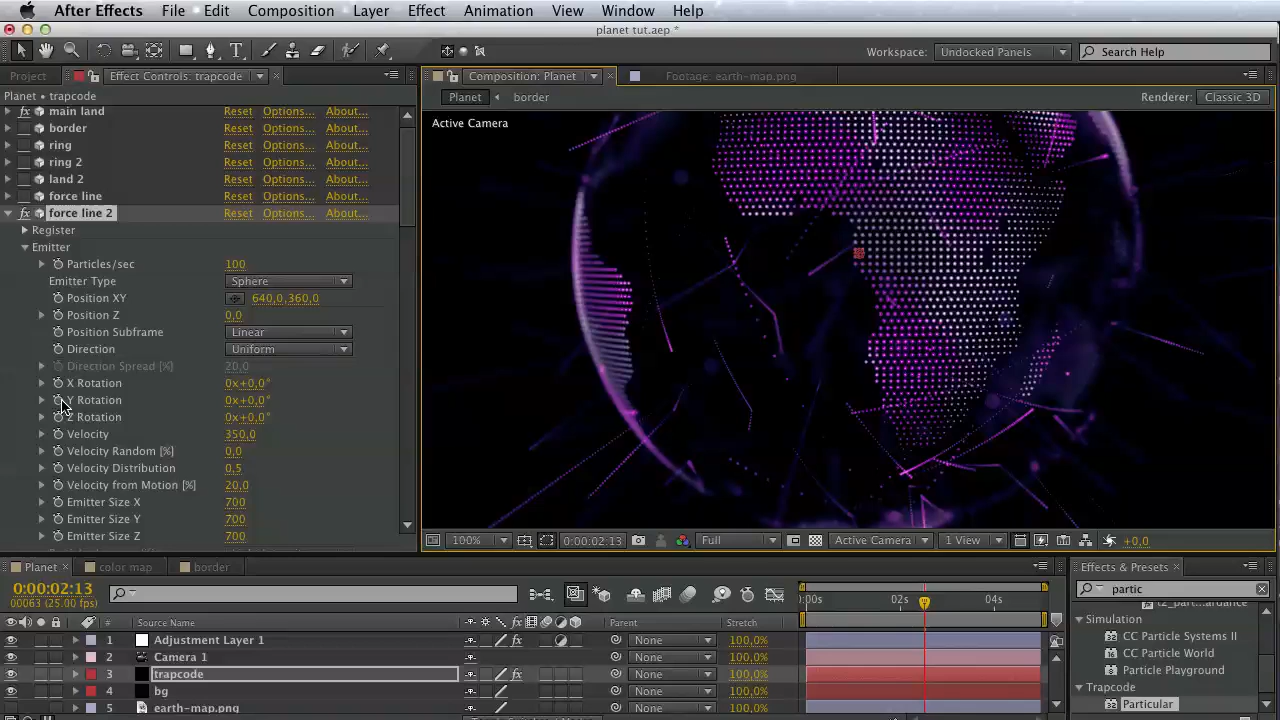 After Effects File Edit Composition Layer Effect Animation View Window Help
planet tut.aep *
Workspace: Undocked Panels Search Help
Project Effect Controls: trapcode Composition: Planet Footage: earth-map.png
Planet • trapcode Planet border Renderer: Classic 3D
main land Reset Options... About...
Active Camera
border Reset Options... About...
ring Reset Options... About...
ring 2 Reset Options... About...
land 2 Reset Options... About...
force line Reset Options... About...
force line 2 Reset Options... About...
Register
Emitter
Particles/sec 100
Emitter Type Sphere
Position XY 640,0,360,0
Position Z 0,0
Position Subframe Linear
Direction Uniform
Direction Spread [%] 20,0
X Rotation 0x+0,0°
Y Rotation 0x+0,0°
Z Rotation 0x+0,0°
Velocity 350,0
Velocity Random [%] 0,0
Velocity Distribution 0,5
Velocity from Motion [%] 20,0
Emitter Size X 700
Emitter Size Y 700
Emitter Size Z 700
100% 0:00:02:13 Full Active Camera 1 View +0,0
Planet color map border Effects & Presets
0:00:02:13
00063 (25.00 fps)
partic
:00s 02s 04s
Simulation
Source Name Parent Stretch
CC Particle Systems II
1 Adjustment Layer 1 fx None 100,0%
CC Particle World
2 Camera 1 None 100,0%
Particle Playground
3 trapcode fx None 100,0%
Trapcode
4 bg None 100,0%
Particular
5 earth-map.png None 100,0%